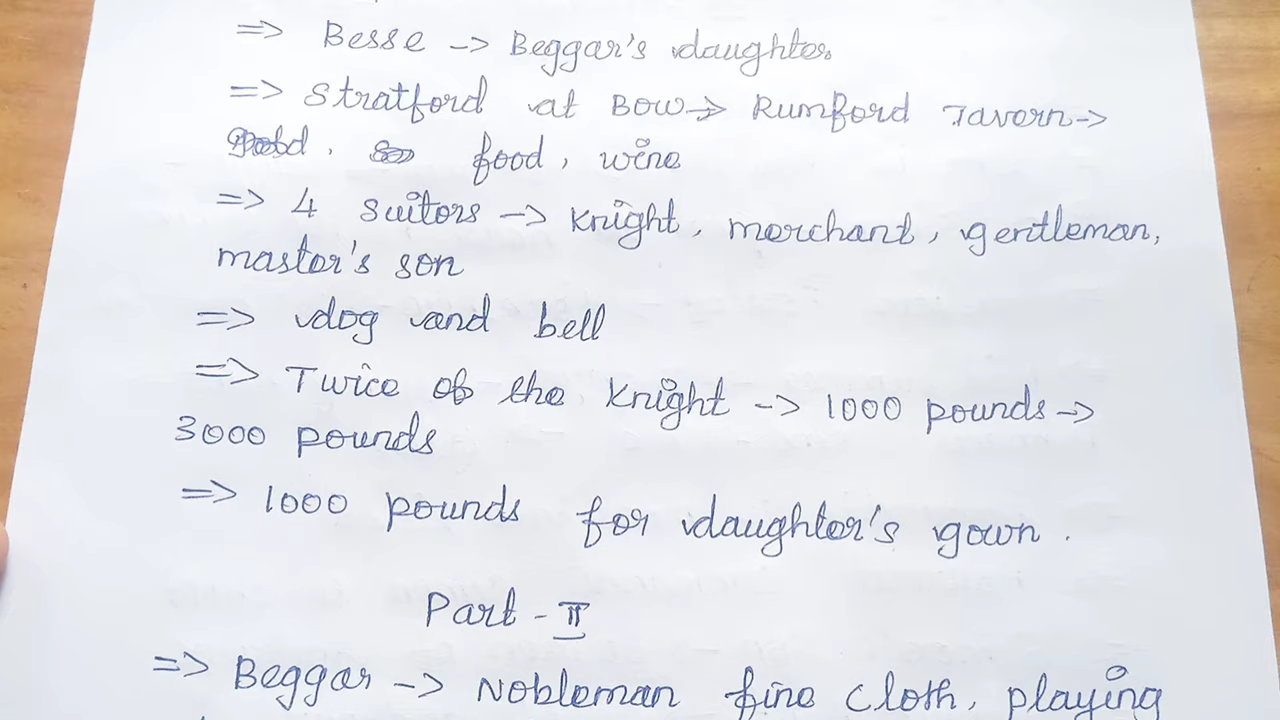 => Besse -> Beggar's daughter
=> Stratford at Bow -> Rumford Tavern ->
food, wine
=> 4 suitors -> Knight, merchant, gentleman,
master's son
=> dog and bell
=> Twice of the Knight -> 1000 pounds ->
3000 pounds
=> 1000 pounds for daughter's gown.
Part - II
=> Beggar -> Nobleman fine cloth, playing